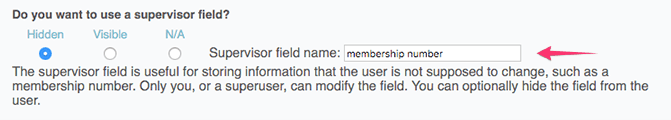 Do you want to use a supervisor field?
Hidden Visible N/A
Supervisor field name: membership number
The supervisor field is useful for storing information that the user is not supposed to change, such as a
membership number. Only you, or a superuser, can modify the field. You can optionally hide the field from the
user.